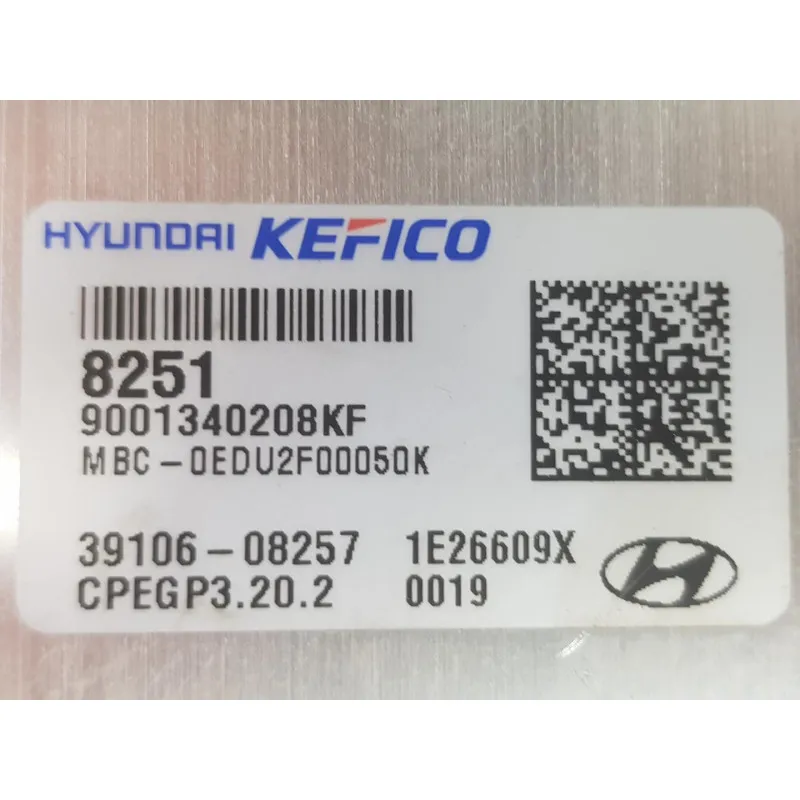 HYUNDAI KEFICO
8251
9001340208KF
MBC-0EDU2F00050K
39106-08257 1E26609X
CPEGP3.20.2 0019